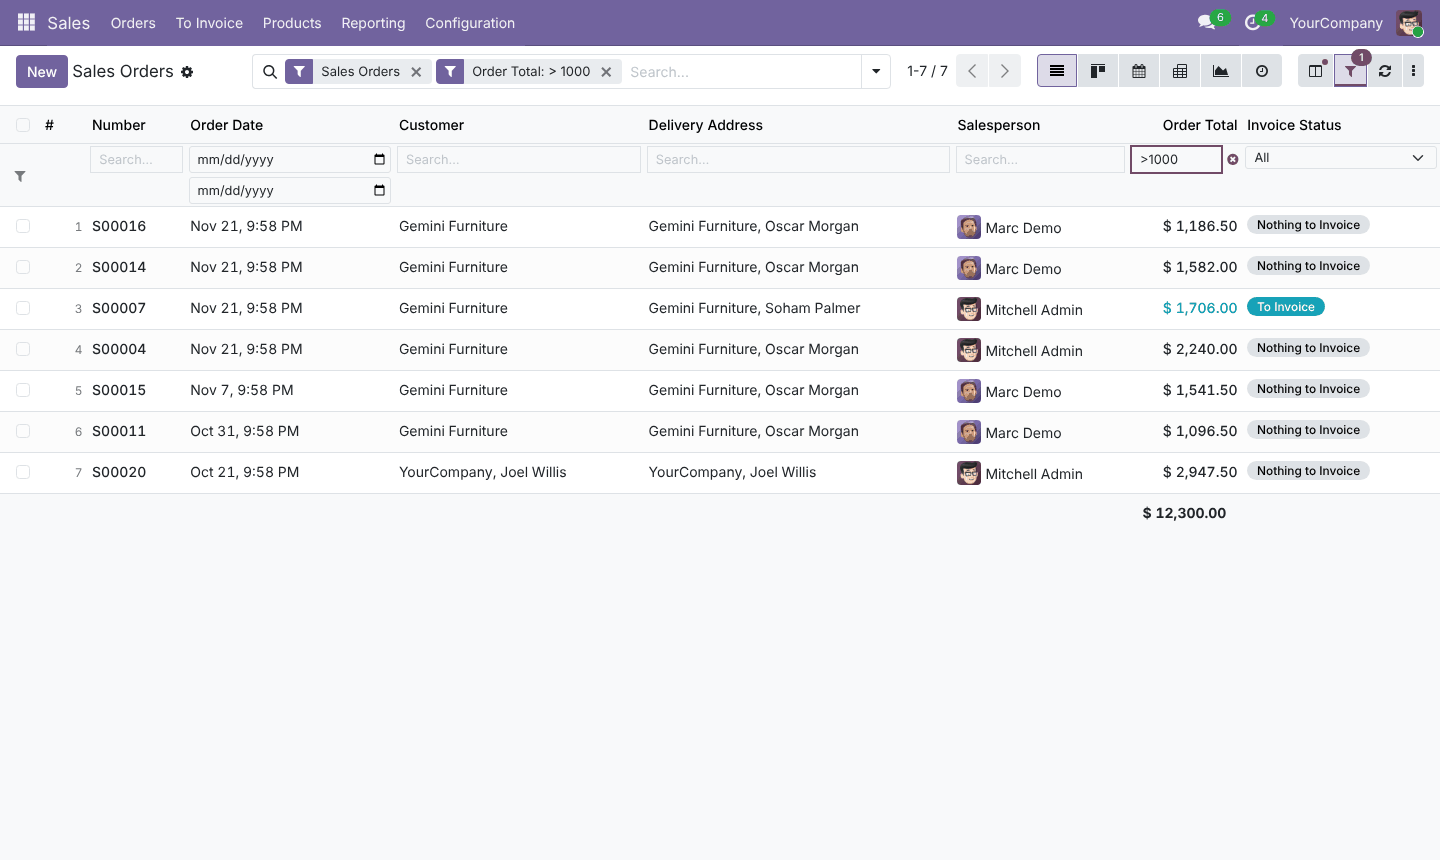 Sales Orders To Invoice Products Reporting Configuration 6 4 YourCompany
New Sales Orders Sales Orders Order Total: > 1000 Search... 1-7 / 7 1
# Number Order Date Customer Delivery Address Salesperson Order Total Invoice Status
Search... mm/dd/yyyy Search... Search... Search... >1000 All
mm/dd/yyyy
1 S00016 Nov 21, 9:58 PM Gemini Furniture Gemini Furniture, Oscar Morgan Marc Demo $ 1,186.50 Nothing to Invoice
2 S00014 Nov 21, 9:58 PM Gemini Furniture Gemini Furniture, Oscar Morgan Marc Demo $ 1,582.00 Nothing to Invoice
3 S00007 Nov 21, 9:58 PM Gemini Furniture Gemini Furniture, Soham Palmer Mitchell Admin $ 1,706.00 To Invoice
4 S00004 Nov 21, 9:58 PM Gemini Furniture Gemini Furniture, Oscar Morgan Mitchell Admin $ 2,240.00 Nothing to Invoice
5 S00015 Nov 7, 9:58 PM Gemini Furniture Gemini Furniture, Oscar Morgan Marc Demo $ 1,541.50 Nothing to Invoice
6 S00011 Oct 31, 9:58 PM Gemini Furniture Gemini Furniture, Oscar Morgan Marc Demo $ 1,096.50 Nothing to Invoice
7 S00020 Oct 21, 9:58 PM YourCompany, Joel Willis YourCompany, Joel Willis Mitchell Admin $ 2,947.50 Nothing to Invoice
$ 12,300.00